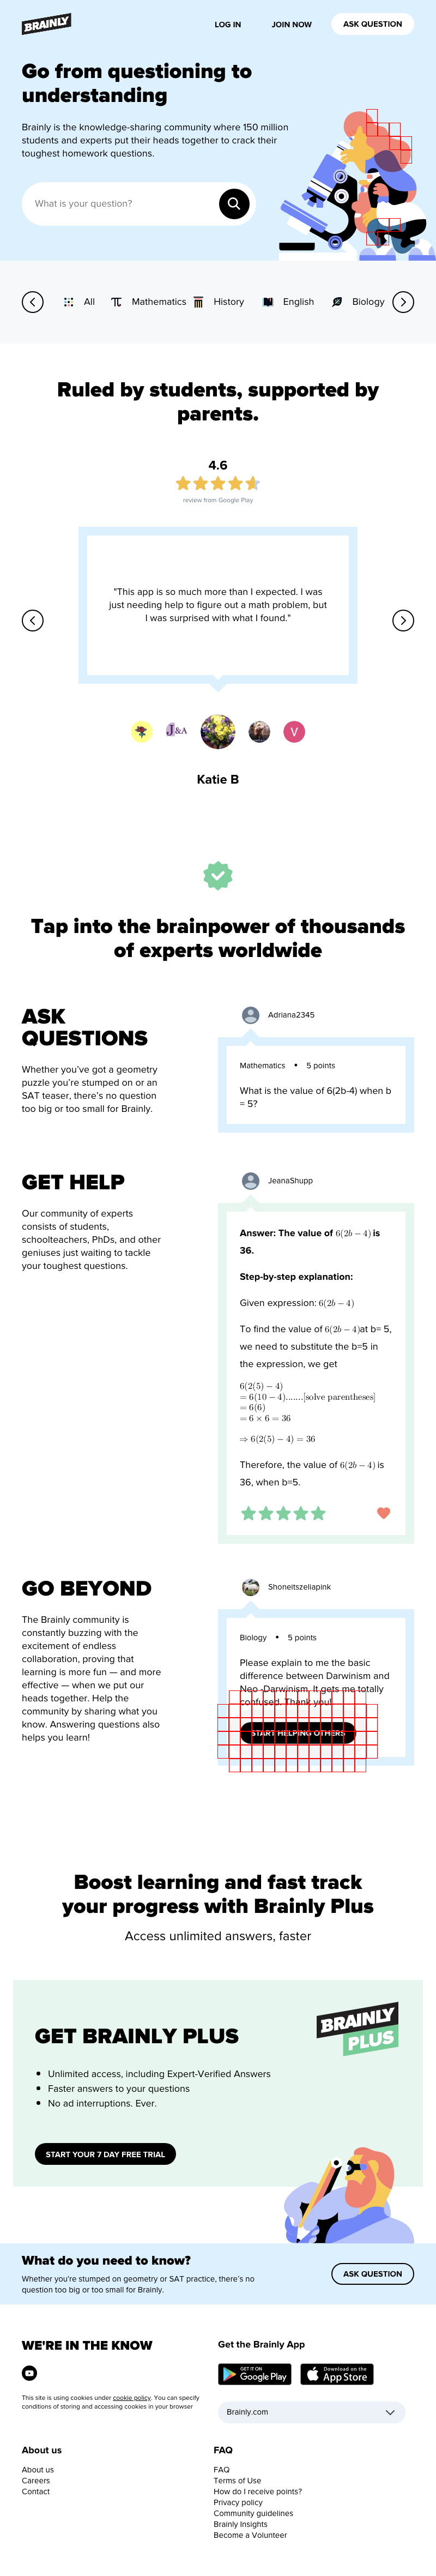 BRAINLY
LOG IN
JOIN NOW
ASK QUESTION
Go from questioning to
understanding
Brainly is the knowledge-sharing community where 150 million
students and experts put their heads together to crack their
toughest homework questions.
What is your question?
All
Mathematics
History
English
Biology
Ruled by students, supported by
parents.
4.6
review from Google Play
"This app is so much more than I expected. I was
just needing help to figure out a math problem, but
I was surprised with what I found."
J&A
V
Katie B
Tap into the brainpower of thousands
of experts worldwide
ASK
QUESTIONS
Whether you've got a geometry
puzzle you're stumped on or an
SAT teaser, there's no question
too big or too small for Brainly.
Adriana2345
Mathematics • 5 points
What is the value of 6(2b-4) when b
= 5?
GET HELP
Our community of experts
consists of students,
schoolteachers, PhDs, and other
geniuses just waiting to tackle
your toughest questions.
JeanaShupp
Answer: The value of 6(2b − 4) is
36.
Step-by-step explanation:
Given expression: 6(2b − 4)
To find the value of 6(2b − 4)at b= 5,
we need to substitute the b=5 in
the expression, we get
6(2(5) − 4)
= 6(10 − 4).......[solve parentheses]
= 6(6)
= 6 × 6 = 36
⇒ 6(2(5) − 4) = 36
Therefore, the value of 6(2b − 4) is
36, when b=5.
GO BEYOND
The Brainly community is
constantly buzzing with the
excitement of endless
collaboration, proving that
learning is more fun — and more
effective — when we put our
heads together. Help the
community by sharing what you
know. Answering questions also
helps you learn!
Shoneitszeliapink
Biology • 5 points
Please explain to me the basic
difference between Darwinism and
Neo -Darwinism. It gets me totally
confused. Thank you!
START HELPING OTHERS
Boost learning and fast track
your progress with Brainly Plus
Access unlimited answers, faster
BRAINLY
PLUS
GET BRAINLY PLUS
• Unlimited access, including Expert-Verified Answers
• Faster answers to your questions
• No ad interruptions. Ever.
START YOUR 7 DAY FREE TRIAL
What do you need to know?
Whether you're stumped on geometry or SAT practice, there's no
question too big or too small for Brainly.
ASK QUESTION
WE'RE IN THE KNOW
This site is using cookies under cookie policy. You can specify
conditions of storing and accessing cookies in your browser
Get the Brainly App
GET IT ON
Google Play
Download on the
App Store
Brainly.com
About us
About us
Careers
Contact
FAQ
FAQ
Terms of Use
How do I receive points?
Privacy policy
Community guidelines
Brainly Insights
Become a Volunteer